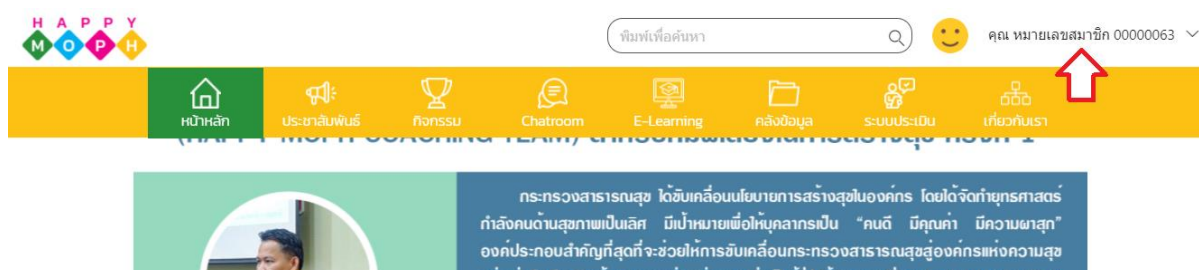 HAPPY
MOPH
พิมพ์เพื่อค้นหา
คุณ หมายเลขสมาชิก 00000063
หน้าหลัก
ประชาสัมพันธ์
กิจกรรม
Chatroom
E-Learning
คลังข้อมูล
ระบบประเมิน
เกี่ยวกับเรา
(HAPPY MOPH COACHING TEAM)
กระทรวงสาธารณสุข ได้ขับเคลื่อนนโยบายการสร้างสุขในองค์กร โดยได้จัดทำยุทธศาสตร์
กำลังคนด้านสุขภาพเป็นเลิศ มีเป้าหมายเพื่อให้บุคลากรเป็น “คนดี มีคุณค่า มีความผาสุก”
องค์ประกอบสำคัญที่สุดที่จะช่วยให้การขับเคลื่อนกระทรวงสาธารณสุขสู่องค์กรแห่งความสุข